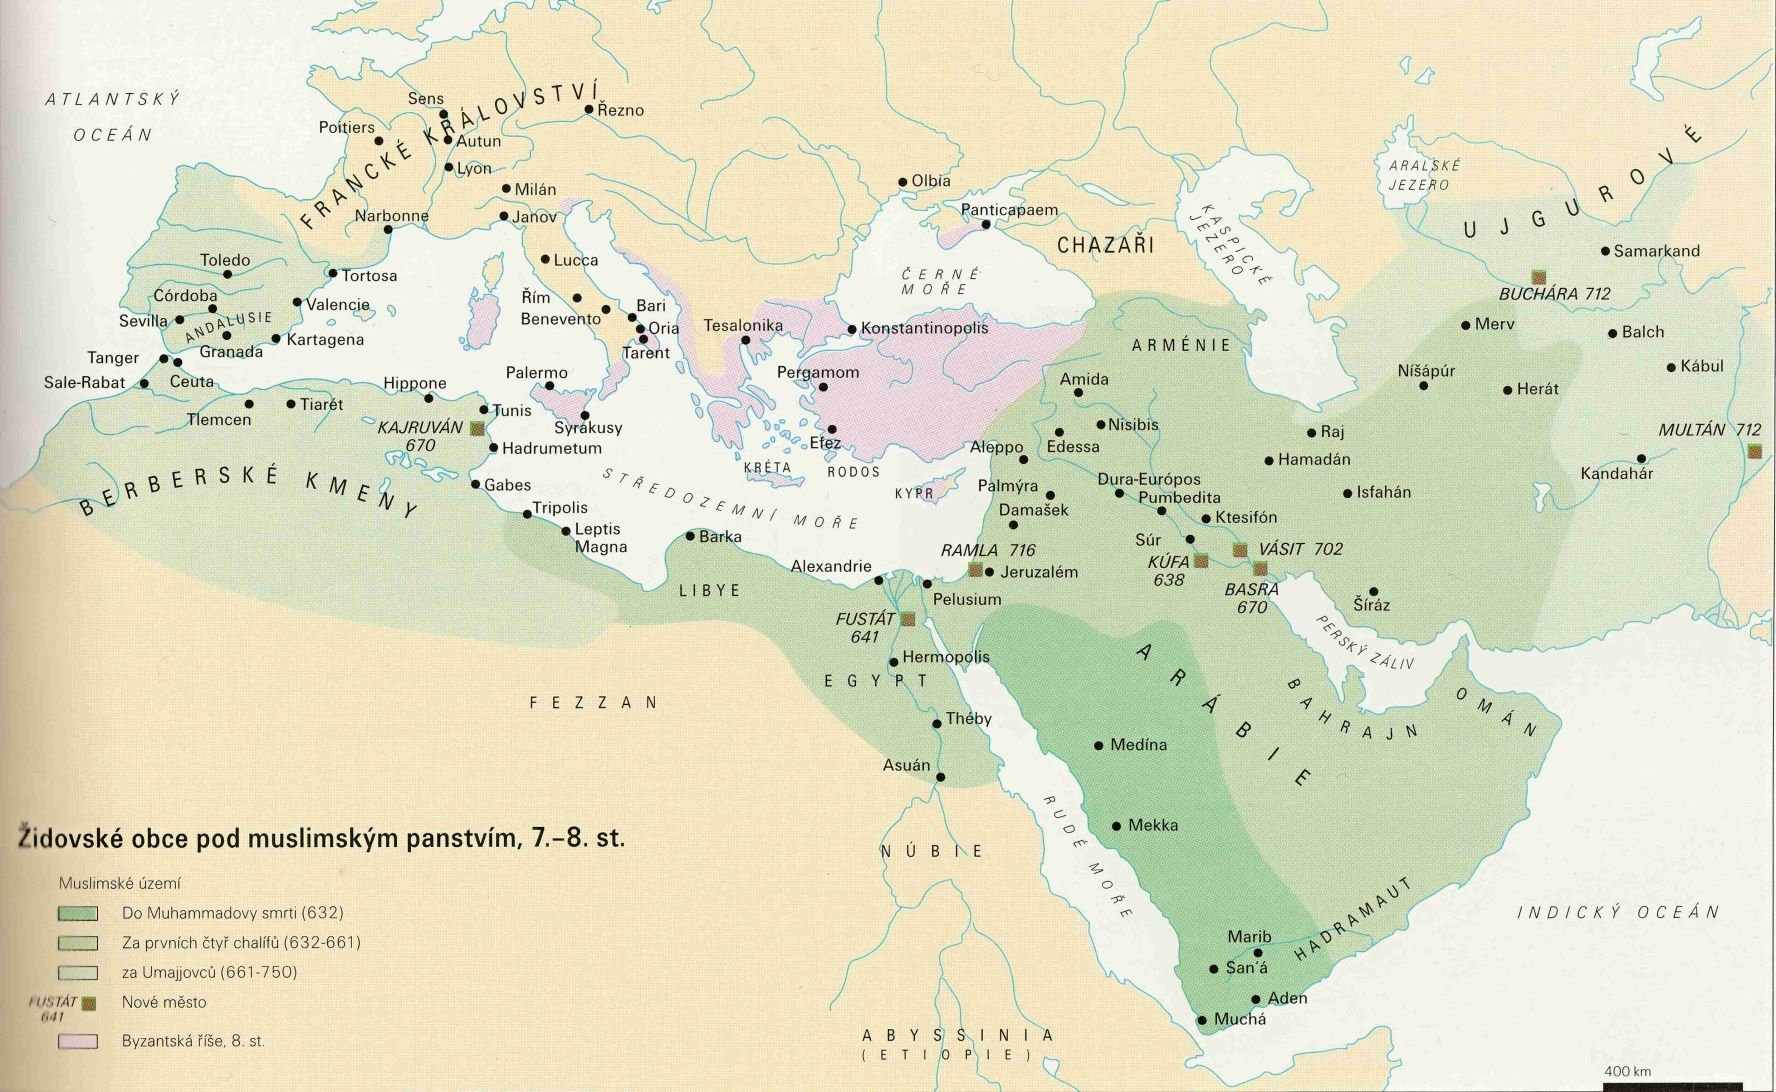 ATLANTSKÝ
OCEÁN
FRANCKÉ KRÁLOVSTVÍ
Sens
Řezno
Poitiers
Autun
Lyon
Milán
Narbonne
Janov
Olbia
Panticapaem
CHAZAŘI
KASPICKÉ
JEZERO
ARALSKÉ
JEZERO
UJGUROVÉ
Samarkand
BUCHÁRA 712
Toledo
Tortosa
Lucca
ČERNÉ
MOŘE
Córdoba
Valencie
Řím
Bari
Sevilla
ANDALUSIE
Benevento
Oria
Tesalonika
Konstantinopolis
Merv
Balch
Granada
Kartagena
Tarent
ARMÉNIE
Tanger
Ceuta
Sale-Rabat
Hippone
Palermo
Pergamom
Amida
Níšápúr
Herát
Kábul
Tlemcen
Tiarét
Tunis
KAJRUVÁN
670
Syrakusy
Efez
Nisibis
Edessa
Raj
MULTÁN 712
Hadrumetum
Aleppo
Hamadán
Kandahár
BERBERSKÉ KMENY
Gabes
STŘEDOZEMNÍ MOŘE
KRÉTA
RODOS
KYPR
Palmýra
Dura-Európos
Pumbedita
Isfahán
Tripolis
Damašek
Ktesifón
Leptis
Magna
Barka
RAMLA 716
Súr
VÁSIT 702
Alexandrie
Jeruzalém
KÚFA
638
BASRA
670
LIBYE
Pelusium
Šíráz
FUSTÁT
641
PERSKÝ ZÁLIV
Hermopolis
EGYPT
ARÁBIE
BAHRAJN
OMÁN
FEZZAN
Théby
Medína
Asuán
RUDÉ MOŘE
Mekka
NÚBIE
HADRAMAUT
INDICKÝ OCEÁN
Marib
San'á
Aden
Muchá
ABYSSINIA
(ETIOPIE)
400 km
Židovské obce pod muslimským panstvím, 7.–8. st.
Muslimské území
Do Muhammadovy smrti (632)
Za prvních čtyř chalífů (632-661)
za Umajjovců (661-750)
FUSTÁT
641
Nové město
Byzantská říše, 8. st.